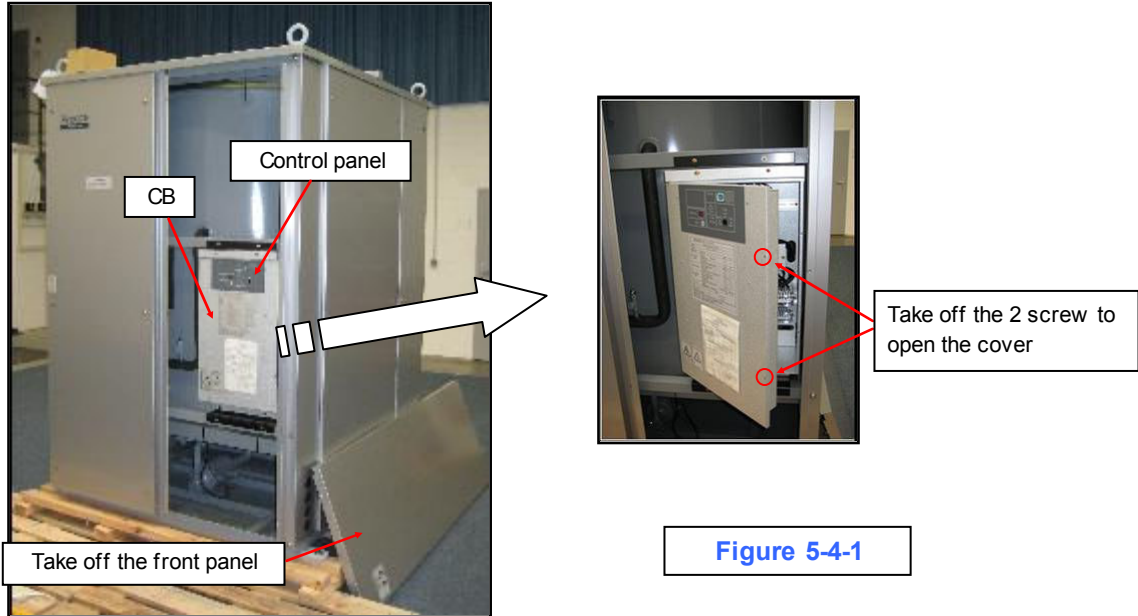 Control panel
CB
Take off the front panel
Take off the 2 screw to
open the cover
Figure 5-4-1